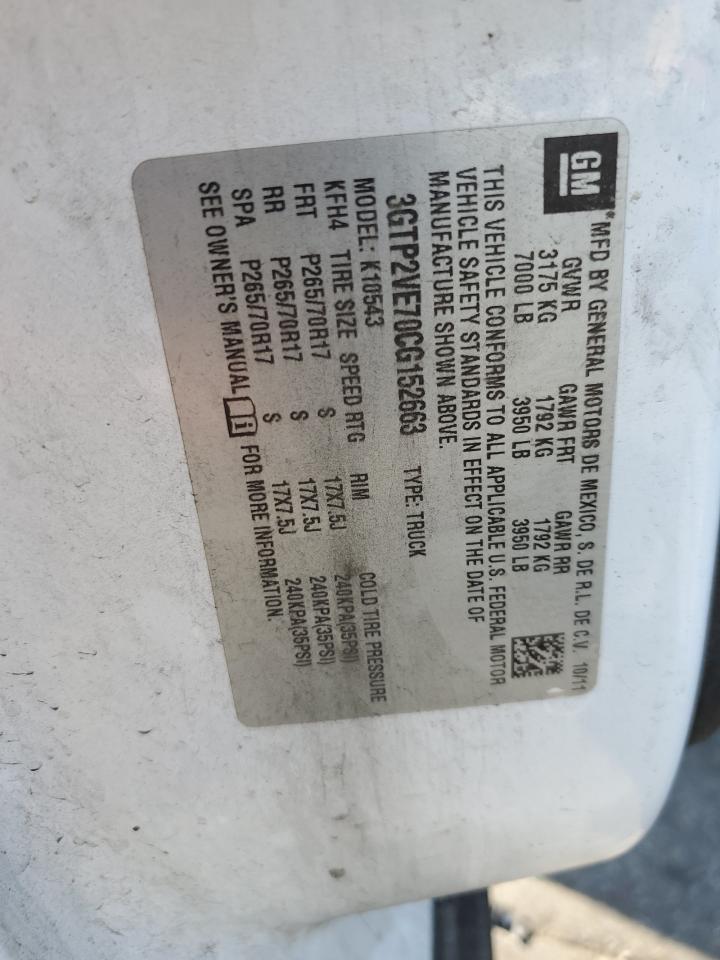 GM
*MFD BY GENERAL MOTORS DE MEXICO, S. DE R.L. DE C.V. 10/11
GVWR GAWR FRT GAWR RR
3175 KG 1792 KG 1792 KG
7000 LB 3950 LB 3950 LB
THIS VEHICLE CONFORMS TO ALL APPLICABLE U.S. FEDERAL MOTOR
VEHICLE SAFETY STANDARDS IN EFFECT ON THE DATE OF
MANUFACTURE SHOWN ABOVE.
3GTP2VE70CG152663 TYPE: TRUCK
MODEL: K10543
KFH4 TIRE SIZE SPEED RTG RIM COLD TIRE PRESSURE
FRT P265/70R17 S 17X7.5J 240KPA(35PSI)
RR P265/70R17 S 17X7.5J 240KPA(35PSI)
SPA P265/70R17 S 17X7.5J 240KPA(35PSI)
SEE OWNER'S MANUAL i FOR MORE INFORMATION.